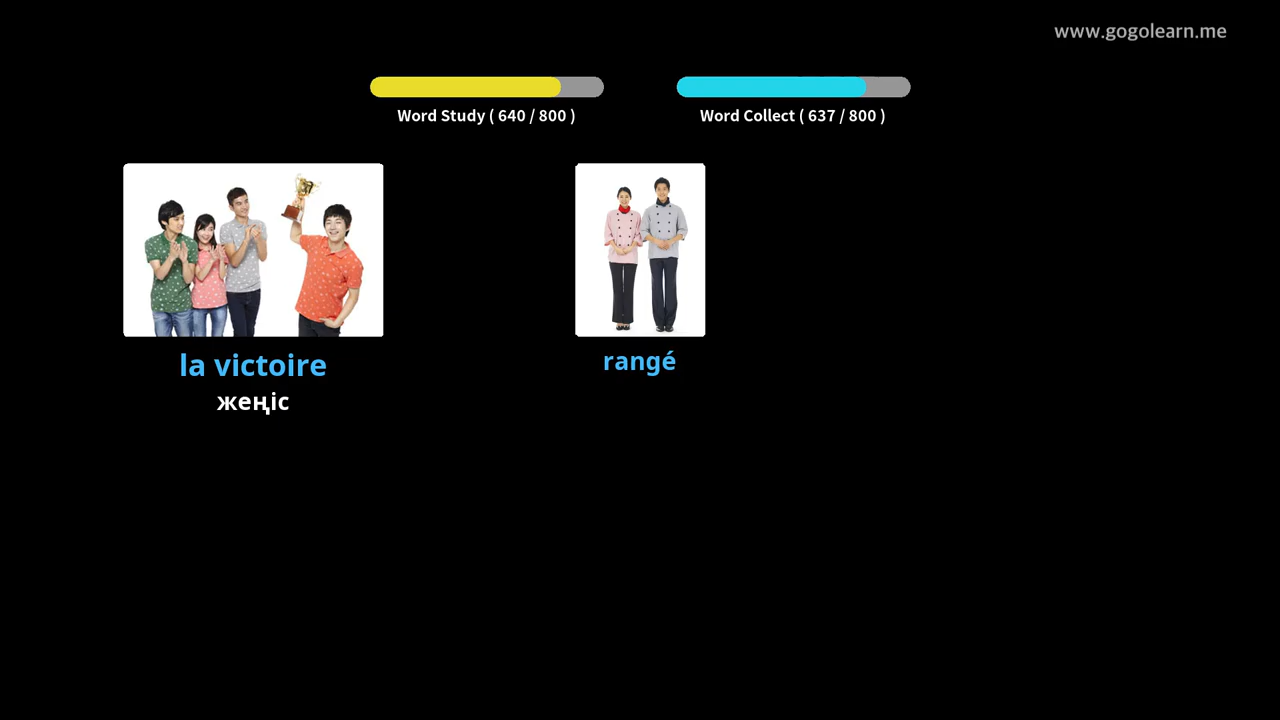 www.gogolearn.me
Word Study ( 640 / 800 )
Word Collect ( 637 / 800 )
la victoire
жеңіс
rangé